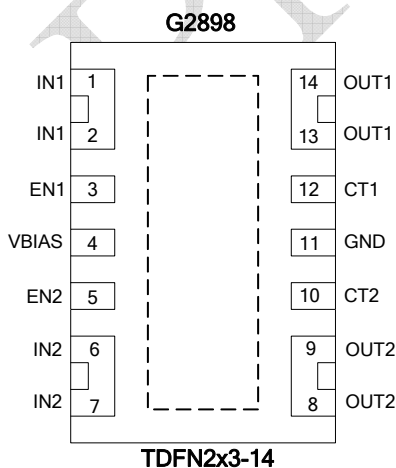 G2898
IN1 1 14 OUT1
IN1 2 13 OUT1
EN1 3 12 CT1
VBIAS 4 11 GND
EN2 5 10 CT2
IN2 6 9 OUT2
IN2 7 8 OUT2
TDFN2x3-14